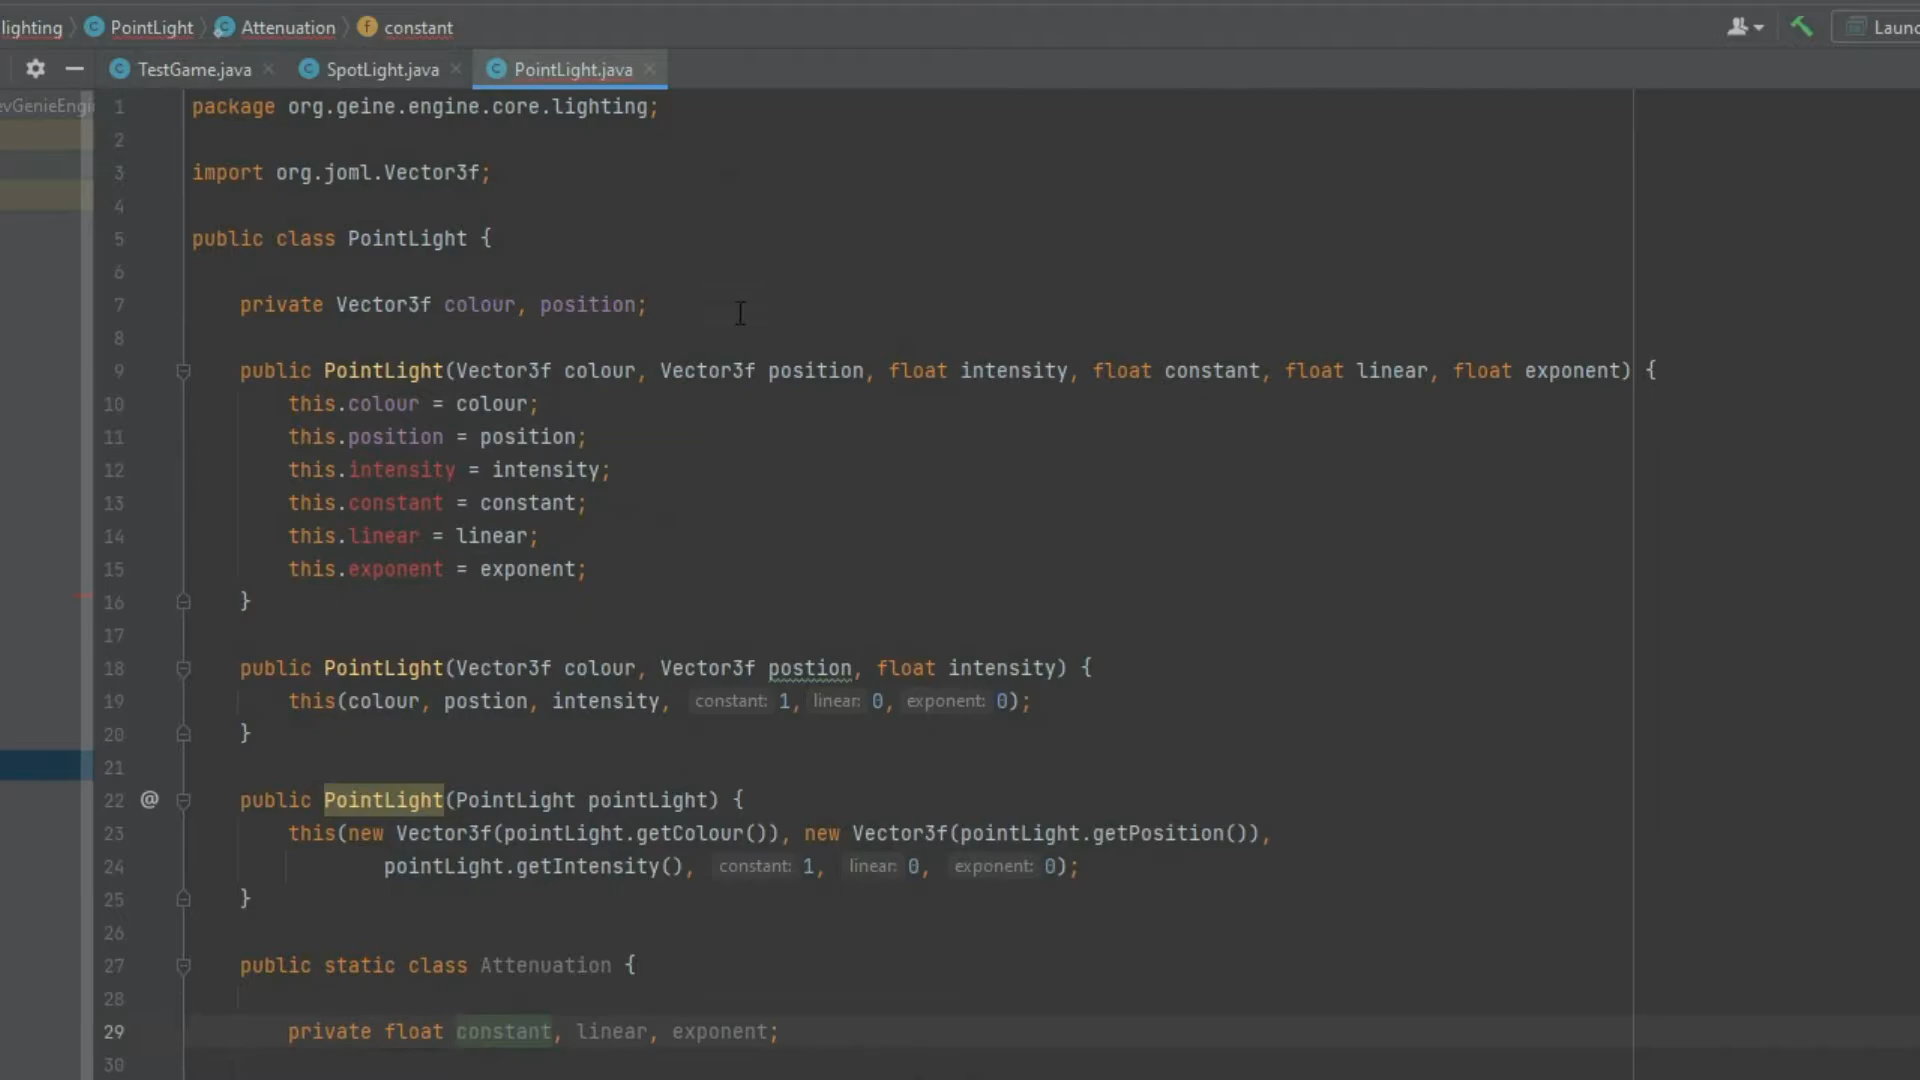 lighting PointLight Attenuation constant Launc
TestGame.java SpotLight.java PointLight.java
evGenieEngi
1 package org.geine.engine.core.lighting;
2
3 import org.joml.Vector3f;
4
5 public class PointLight {
6
7 private Vector3f colour, position;
8
9 public PointLight(Vector3f colour, Vector3f position, float intensity, float constant, float linear, float exponent) {
10 this.colour = colour;
11 this.position = position;
12 this.intensity = intensity;
13 this.constant = constant;
14 this.linear = linear;
15 this.exponent = exponent;
16 }
17
18 public PointLight(Vector3f colour, Vector3f postion, float intensity) {
19 this(colour, postion, intensity, constant: 1, linear: 0, exponent: 0);
20 }
21
22 @ public PointLight(PointLight pointLight) {
23 this(new Vector3f(pointLight.getColour()), new Vector3f(pointLight.getPosition()),
24 pointLight.getIntensity(), constant: 1, linear: 0, exponent: 0);
25 }
26
27 public static class Attenuation {
28
29 private float constant, linear, exponent;
30